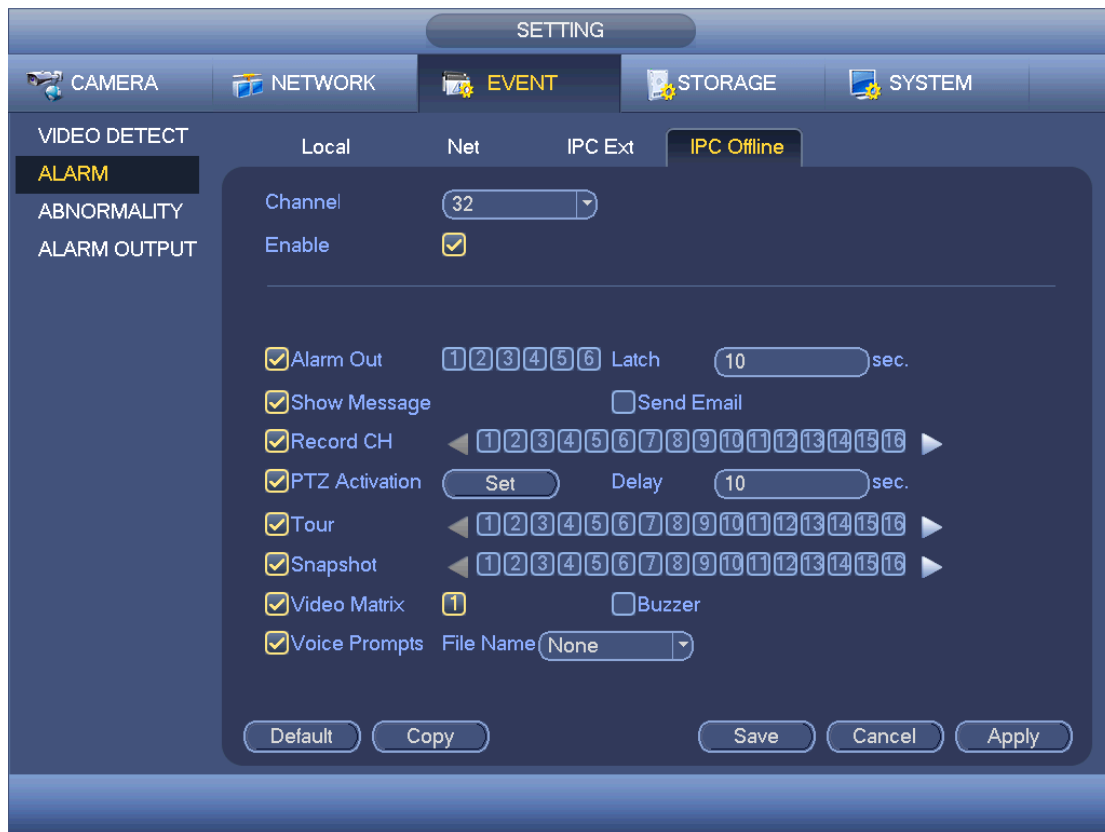 SETTING
CAMERA NETWORK EVENT STORAGE SYSTEM
VIDEO DETECT
ALARM
ABNORMALITY
ALARM OUTPUT
Local Net IPC Ext IPC Offline
Channel 32
Enable
Alarm Out 1 2 3 4 5 6 Latch 10 sec.
Show Message Send Email
Record CH 1 2 3 4 5 6 7 8 9 10 11 12 13 14 15 16
PTZ Activation Set Delay 10 sec.
Tour 1 2 3 4 5 6 7 8 9 10 11 12 13 14 15 16
Snapshot 1 2 3 4 5 6 7 8 9 10 11 12 13 14 15 16
Video Matrix 1 Buzzer
Voice Prompts File Name None
Default Copy Save Cancel Apply